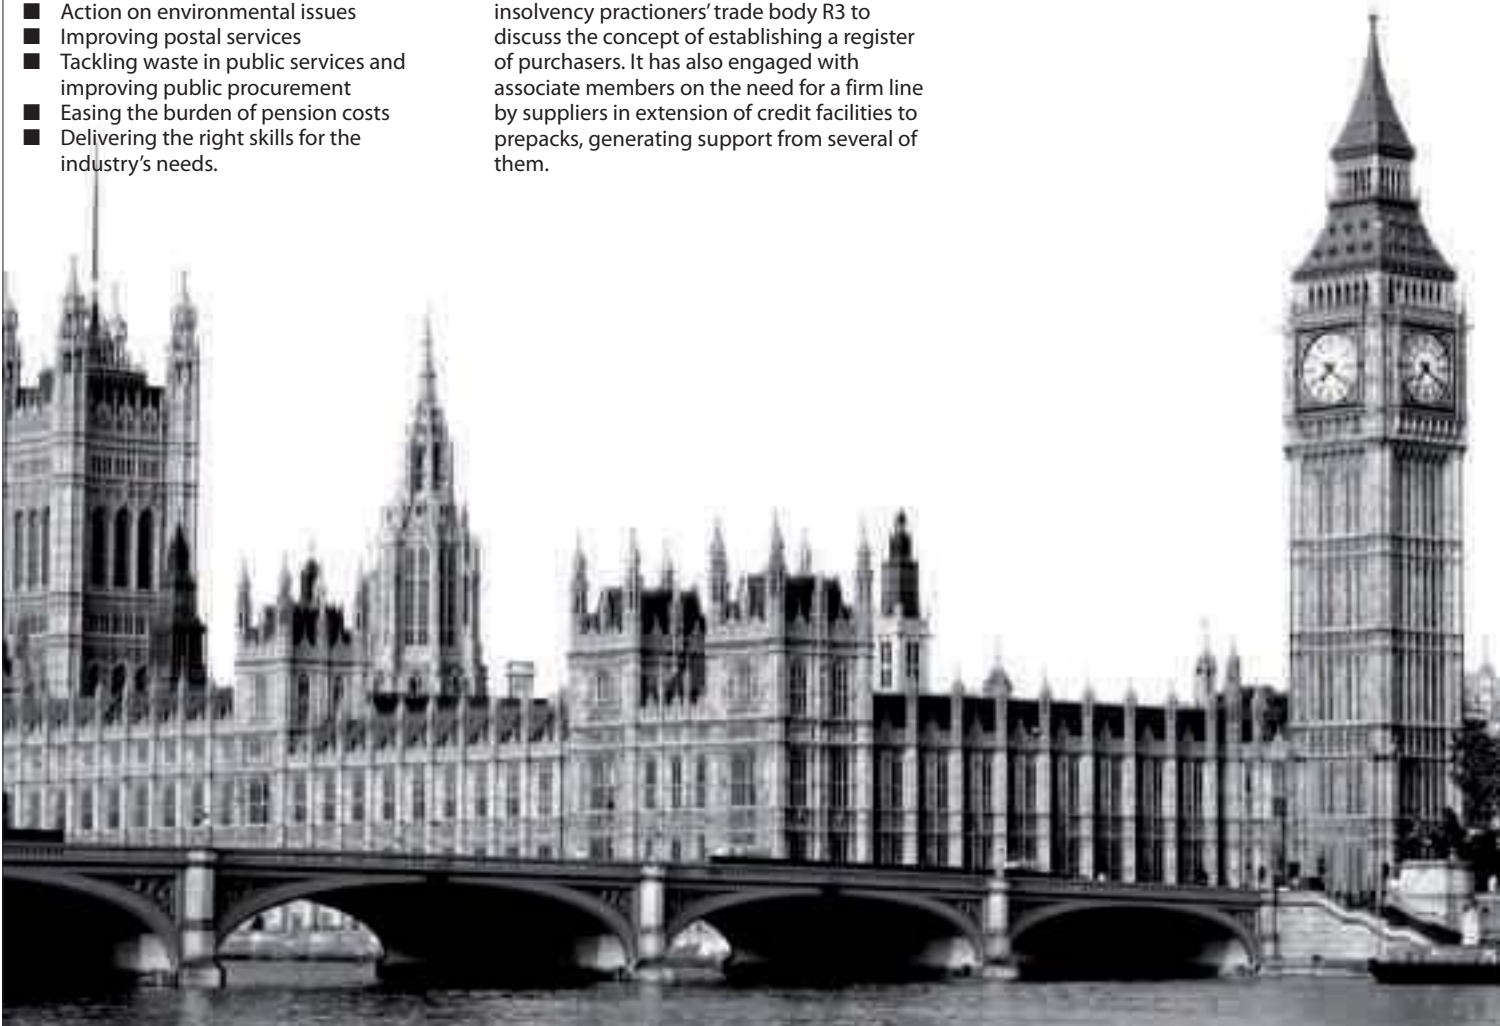 ■ Action on environmental issues
■ Improving postal services
■ Tackling waste in public services and
improving public procurement
■ Easing the burden of pension costs
■ Delivering the right skills for the
industry’s needs.
insolvency practioners’ trade body R3 to
discuss the concept of establishing a register
of purchasers. It has also engaged with
associate members on the need for a firm line
by suppliers in extension of credit facilities to
prepacks, generating support from several of
them.